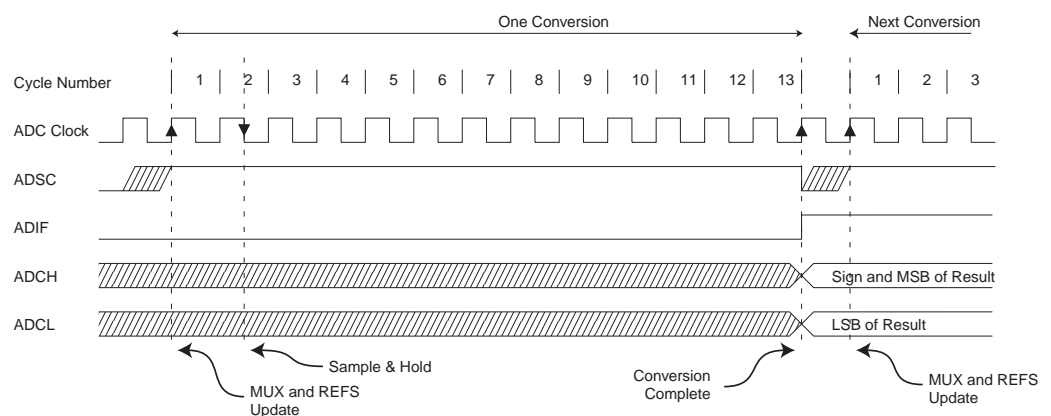 One Conversion
Next Conversion
Cycle Number 1 2 3 4 5 6 7 8 9 10 11 12 13 1 2 3
ADC Clock
ADSC
ADIF
ADCH
Sign and MSB of Result
ADCL
LSB of Result
Sample & Hold
MUX and REFS
Update
Conversion
Complete
MUX and REFS
Update